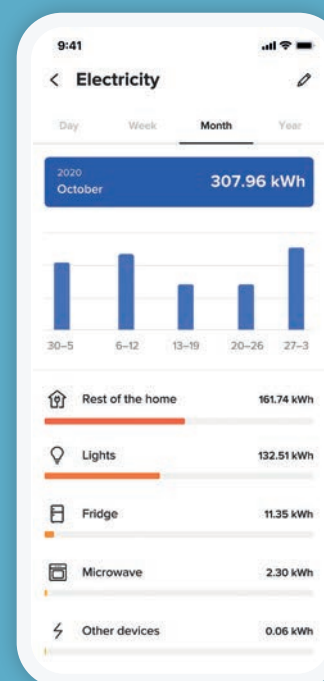 9:41
Electricity
Day Week Month Year
2020
October 307.96 kWh
30–5 6–12 13–19 20–26 27–3
Rest of the home 161.74 kWh
Lights 132.51 kWh
Fridge 11.35 kWh
Microwave 2.30 kWh
Other devices 0.06 kWh